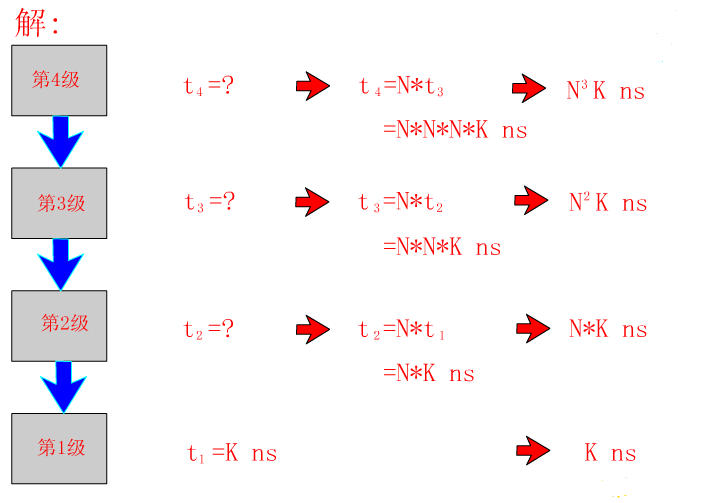 解:
第4级 t₄=? t₄=N*t₃ N³K ns
=N*N*N*K ns
第3级 t₃=? t₃=N*t₂ N²K ns
=N*N*K ns
第2级 t₂=? t₂=N*t₁ N*K ns
=N*K ns
第1级 t₁=K ns K ns